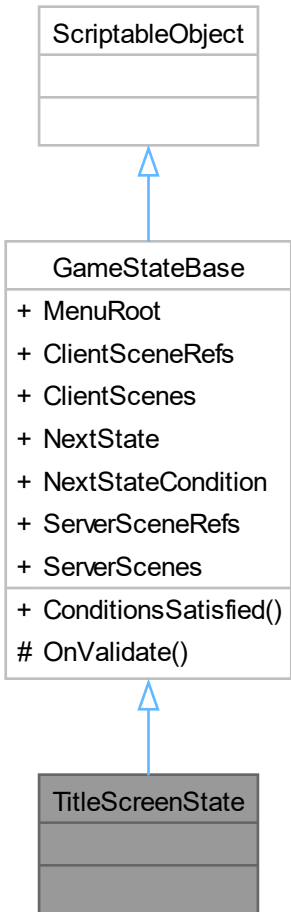 ScriptableObject
GameStateBase
+ MenuRoot
+ ClientSceneRefs
+ ClientScenes
+ NextState
+ NextStateCondition
+ ServerSceneRefs
+ ServerScenes
+ ConditionsSatisfied()
# OnValidate()
TitleScreenState